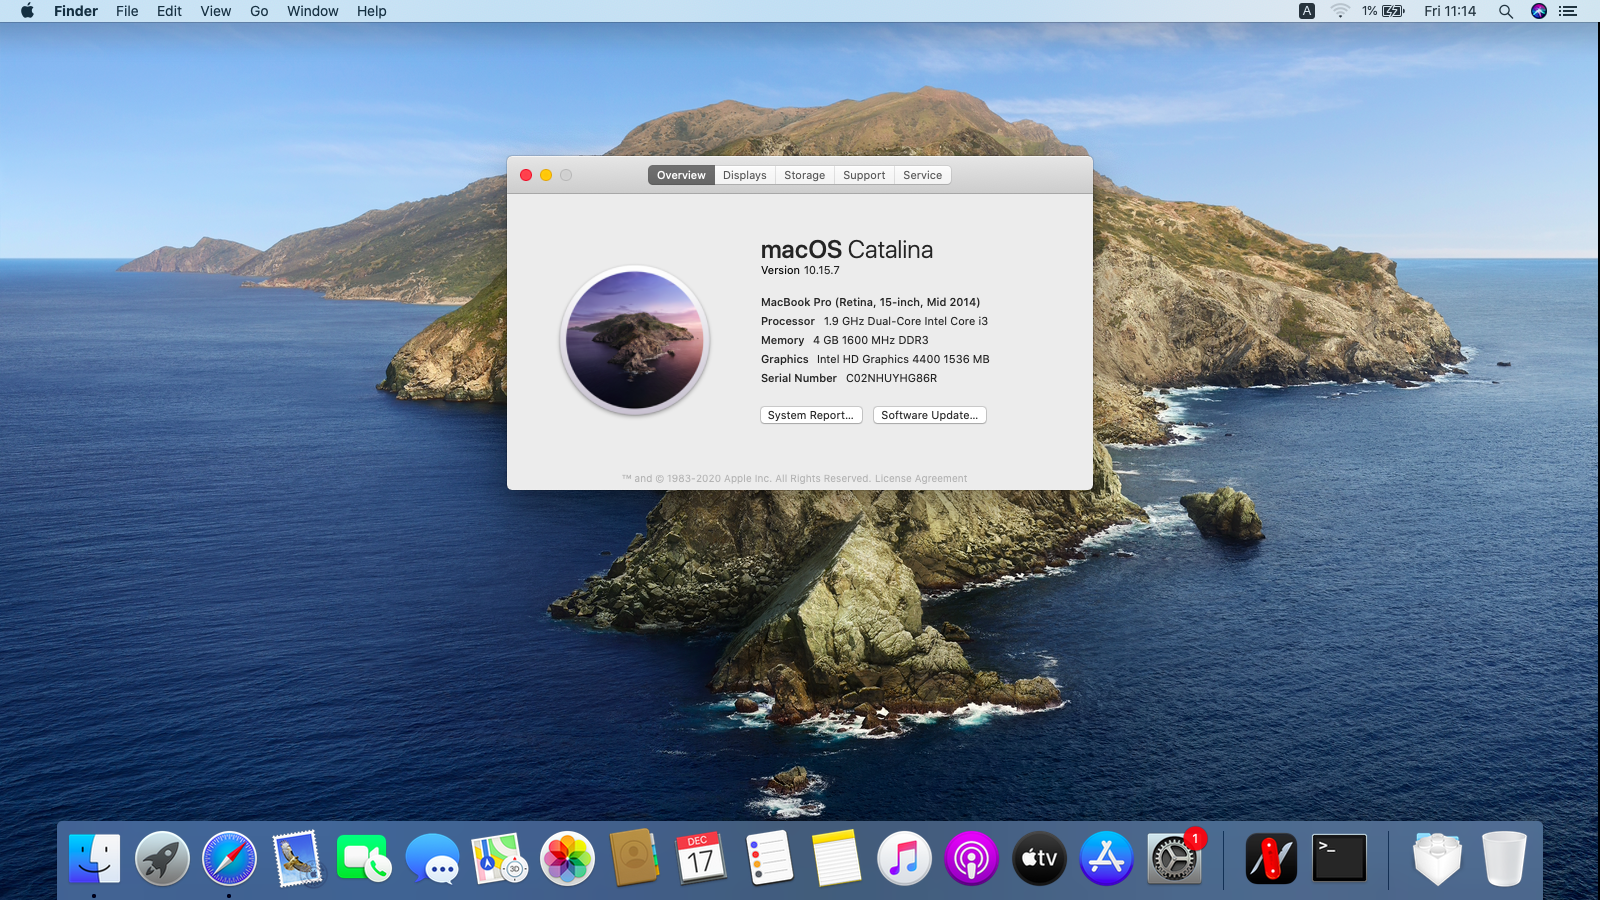 Finder File Edit View Go Window Help A 1% Fri 11:14
Overview Displays Storage Support Service
macOS Catalina
Version 10.15.7
MacBook Pro (Retina, 15-inch, Mid 2014)
Processor 1.9 GHz Dual-Core Intel Core i3
Memory 4 GB 1600 MHz DDR3
Graphics Intel HD Graphics 4400 1536 MB
Serial Number C02NHUYHG86R
System Report... Software Update...
™ and © 1983-2020 Apple Inc. All Rights Reserved. License Agreement
3D
DEC
17
tv
1
>_